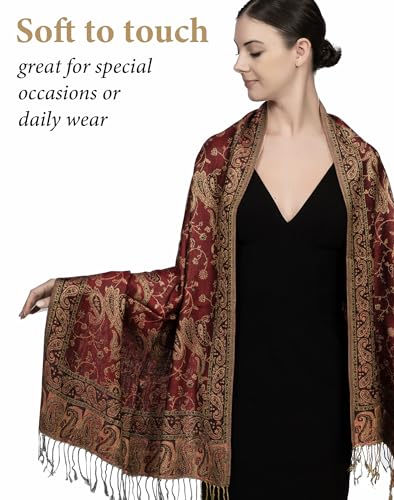 Soft to touch
great for special
occasions or
daily wear